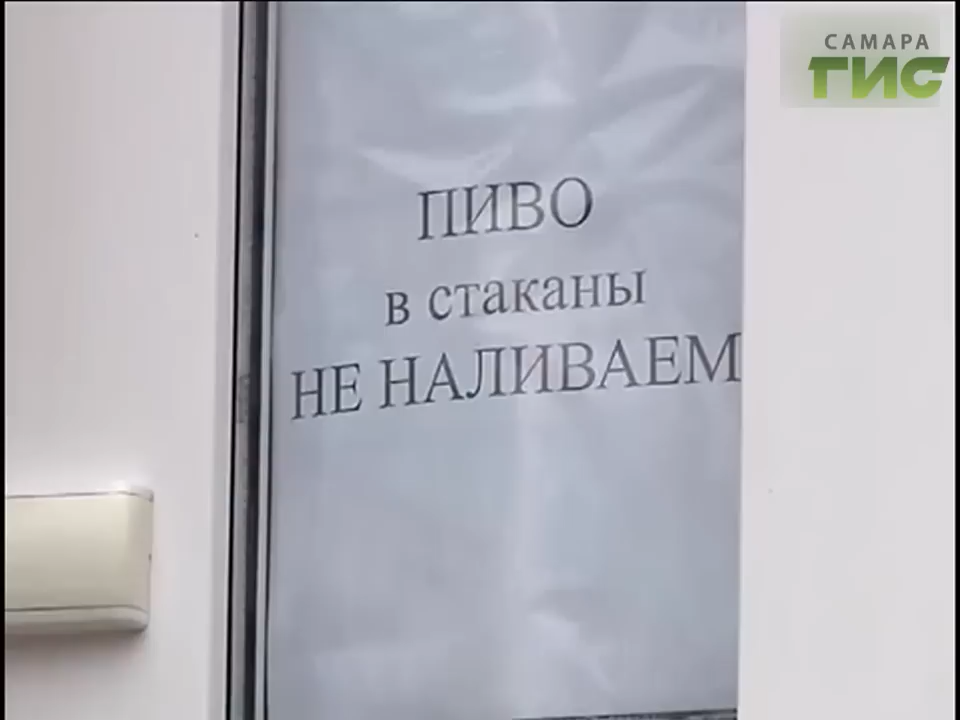 САМАРА
ГИС
ПИВО
в стаканы
НЕ НАЛИВАЕМ